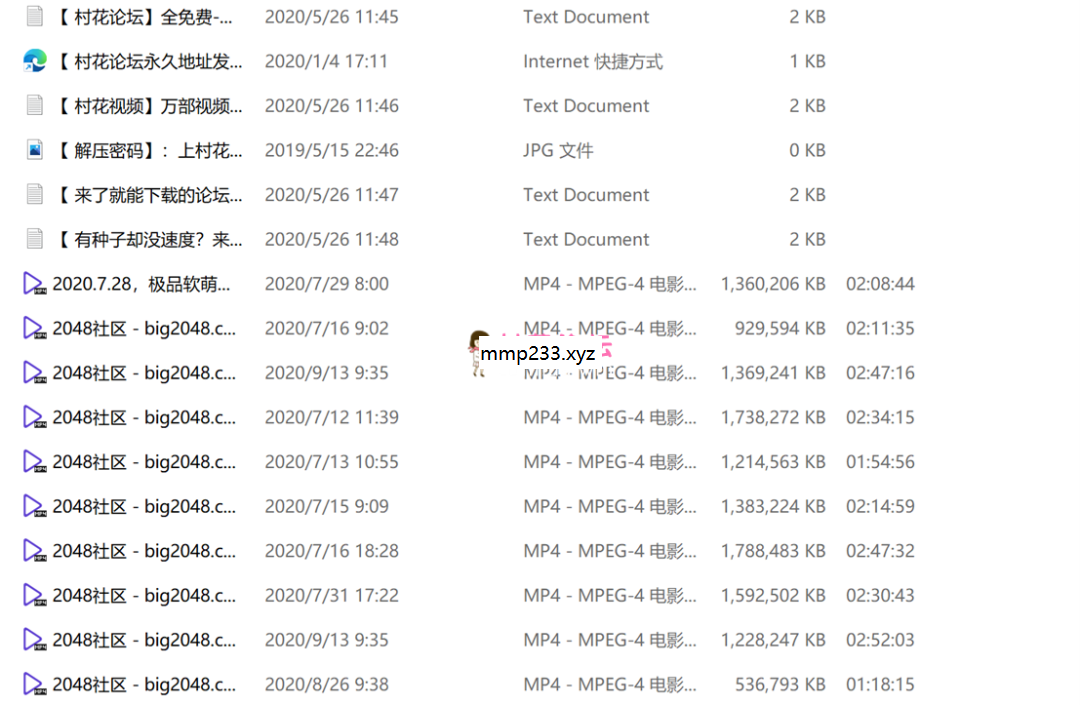 【 村花论坛】全免费-... 2020/5/26 11:45 Text Document 2 KB
【 村花论坛永久地址发... 2020/1/4 17:11 Internet 快捷方式 1 KB
【 村花视频】万部视频... 2020/5/26 11:46 Text Document 2 KB
【 解压密码】：上村花... 2019/5/15 22:46 JPG 文件 0 KB
【 来了就能下载的论坛... 2020/5/26 11:47 Text Document 2 KB
【 有种子却没速度？来... 2020/5/26 11:48 Text Document 2 KB
2020.7.28，极品软萌... 2020/7/29 8:00 MP4 - MPEG-4 电影... 1,360,206 KB 02:08:44
2048社区 - big2048.c... 2020/7/16 9:02 MP4 - MPEG-4 电影... 929,594 KB 02:11:35
mmp233.xyz
2048社区 - big2048.c... 2020/9/13 9:35 MP4 - MPEG-4 电影... 1,369,241 KB 02:47:16
2048社区 - big2048.c... 2020/7/12 11:39 MP4 - MPEG-4 电影... 1,738,272 KB 02:34:15
2048社区 - big2048.c... 2020/7/13 10:55 MP4 - MPEG-4 电影... 1,214,563 KB 01:54:56
2048社区 - big2048.c... 2020/7/15 9:09 MP4 - MPEG-4 电影... 1,383,224 KB 02:14:59
2048社区 - big2048.c... 2020/7/16 18:28 MP4 - MPEG-4 电影... 1,788,483 KB 02:47:32
2048社区 - big2048.c... 2020/7/31 17:22 MP4 - MPEG-4 电影... 1,592,502 KB 02:30:43
2048社区 - big2048.c... 2020/9/13 9:35 MP4 - MPEG-4 电影... 1,228,247 KB 02:52:03
2048社区 - big2048.c... 2020/8/26 9:38 MP4 - MPEG-4 电影... 536,793 KB 01:18:15